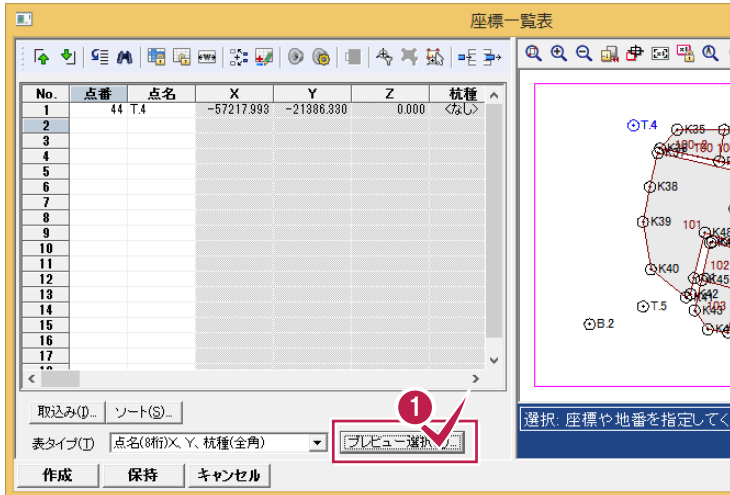 座標一覧表
No. 点番 点名 X Y Z 杭種
1 44 T.4 -57217.993 -21386.330 0.000 <なし>
2
3
4
5
6
7
8
9
10
11
12
13
14
15
16
17
取込み(I)... ソート(S)...
表タイプ(T) 点名(8桁)X、Y、杭種(全角) プレビュー選択
1
作成 保持 キャンセル
T.4 K35
K38
K39 101
K40 102
K42
T.5 K43 103
B.2
選択: 座標や地番を指定してく